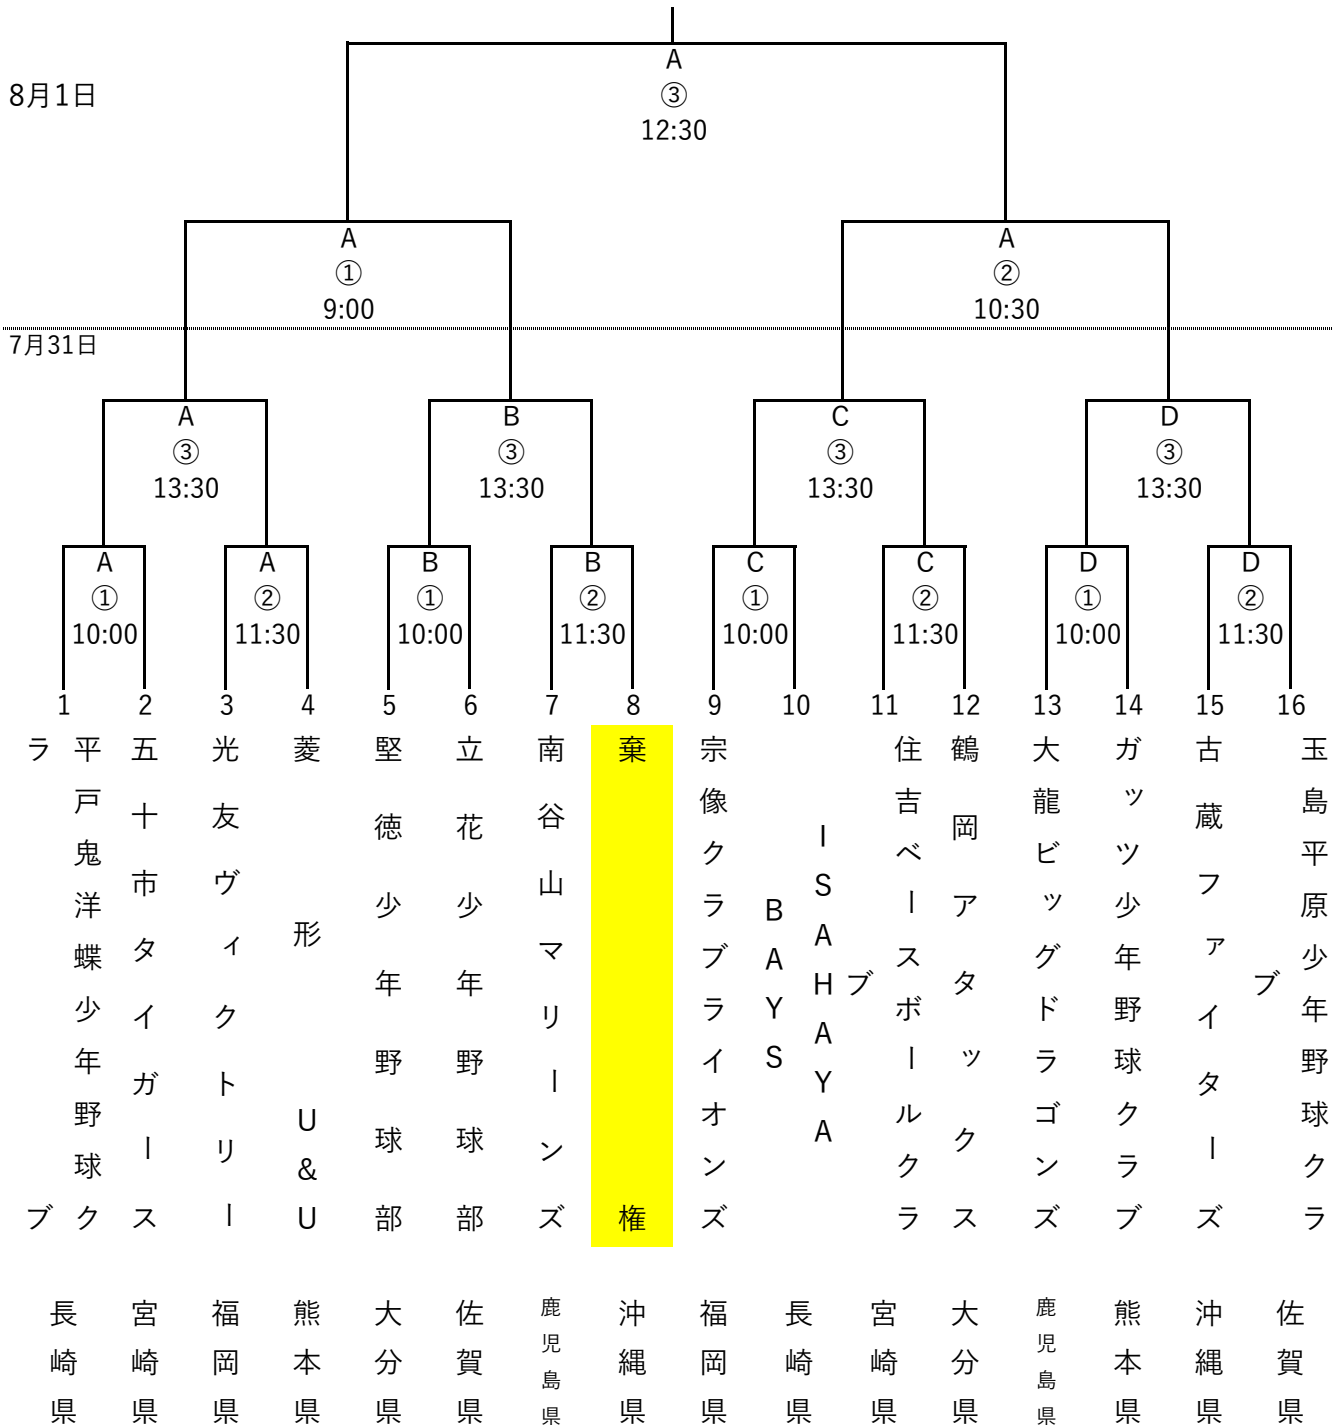 A
③
12:30
8月1日
A
①
9:00
A
②
10:30
7月31日
A
③
13:30
B
③
13:30
C
③
13:30
D
③
13:30
A
①
10:00
A
②
11:30
B
①
10:00
B
②
11:30
C
①
10:00
C
②
11:30
D
①
10:00
D
②
11:30
1
2
3
4
5
6
7
8
9
10
11
12
13
14
15
16
平戸鬼洋蝶少年野球ク
ラブ
五十市タイガース
光友ヴィクトリー
菱形U&U
堅徳少年野球部
立花少年野球部
南谷山マリーンズ
棄権
宗像クラブライオンズ
ISAHAYA
BAYS
住吉ベースボールクラ
ブ
鶴岡アタックス
大龍ビッグドラゴンズ
ガッツ少年野球クラブ
古蔵ファイターズ
玉島平原少年野球クラ
ブ
長崎県
宮崎県
福岡県
熊本県
大分県
佐賀県
鹿児島県
沖縄県
福岡県
長崎県
宮崎県
大分県
鹿児島県
熊本県
沖縄県
佐賀県